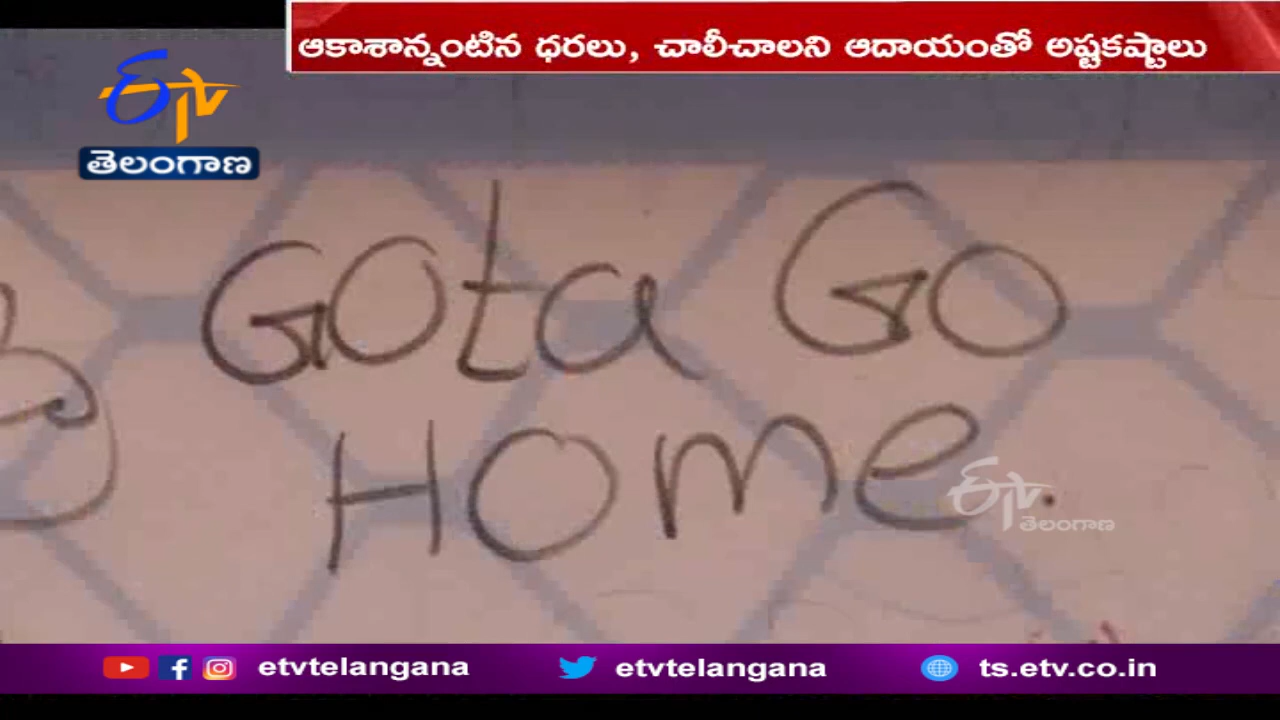 ఆకాశాన్నంటిన ధరలు, చాలీచాలని ఆదాయంతో అష్టకష్టాలు
ETV
తెలంగాణ
GOta GO
HOme
ETV
తెలంగాణ
etvtelangana
etvtelangana
ts.etv.co.in